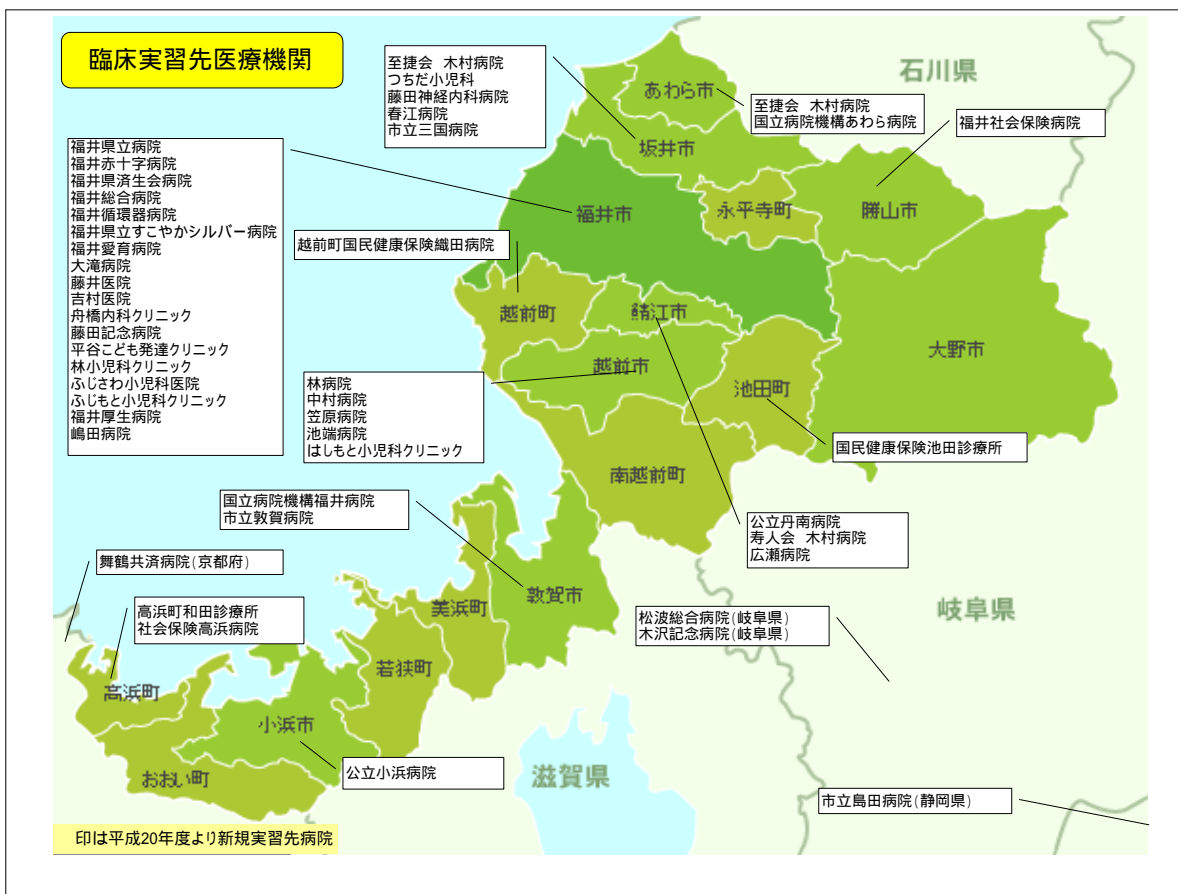 臨床実習先医療機関
至捷会 木村病院
つちだ小児科
藤田神経内科病院
春江病院
市立三国病院
石川県
あわら市
至捷会 木村病院
国立病院機構あわら病院
福井社会保険病院
坂井市
福井県立病院
福井赤十字病院
福井県済生会病院
福井総合病院
福井循環器病院
福井県立すこやかシルバー病院
福井愛育病院
大滝病院
藤井医院
吉村医院
舟橋内科クリニック
藤田記念病院
平谷こども発達クリニック
林小児科クリニック
ふじさわ小児科医院
ふじもと小児科クリニック
福井厚生病院
嶋田病院
福井市
永平寺町
勝山市
越前町国民健康保険織田病院
越前町
鯖江市
大野市
越前市
池田町
林病院
中村病院
笠原病院
池端病院
はしもと小児科クリニック
国民健康保険池田診療所
南越前町
国立病院機構福井病院
市立敦賀病院
公立丹南病院
寿人会 木村病院
広瀬病院
舞鶴共済病院(京都府)
高浜町和田診療所
社会保険高浜病院
美浜町
敦賀市
松波総合病院(岐阜県)
木沢記念病院(岐阜県)
岐阜県
若狭町
高浜町
小浜市
おおい町
公立小浜病院
滋賀県
市立島田病院(静岡県)
印は平成20年度より新規実習先病院